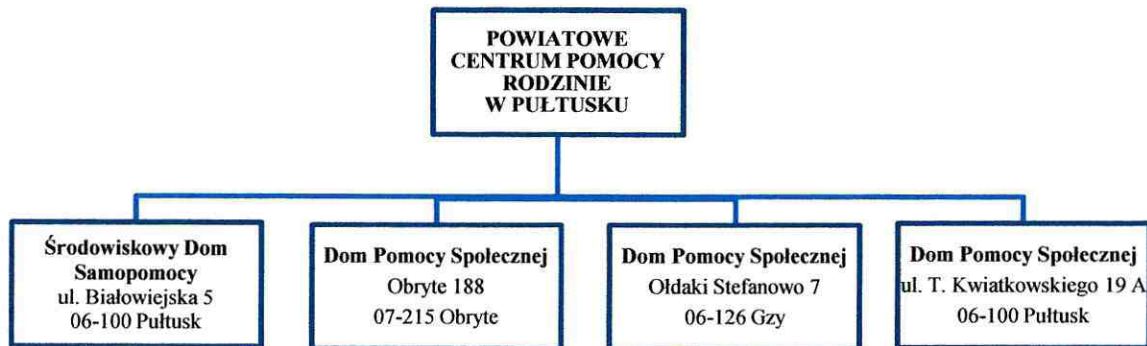 POWIATOWE
CENTRUM POMOCY
RODZINIE
W PUŁTUSKU
Środowiskowy Dom
Samopomocy
ul. Białowiejska 5
06-100 Pułtusk
Dom Pomocy Społecznej
Obryte 188
07-215 Obryte
Dom Pomocy Społecznej
Ołdaki Stefanowo 7
06-126 Gzy
Dom Pomocy Społecznej
ul. T. Kwiatkowskiego 19 A
06-100 Pułtusk